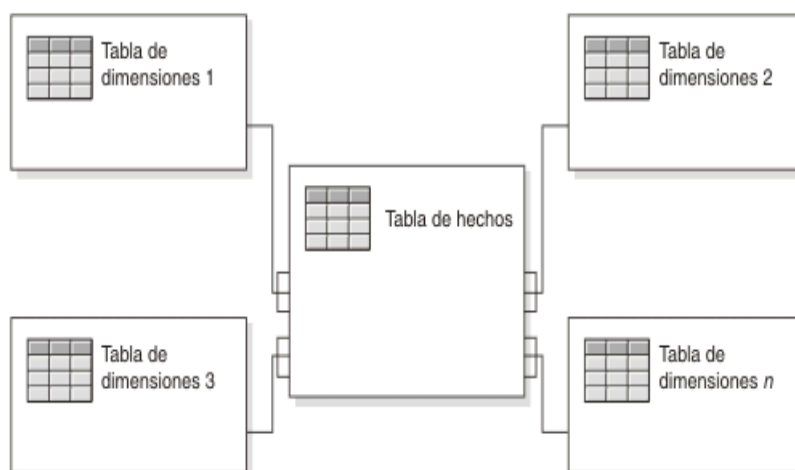 Tabla de
dimensiones 1
Tabla de
dimensiones 2
Tabla de hechos
Tabla de
dimensiones 3
Tabla de
dimensiones n